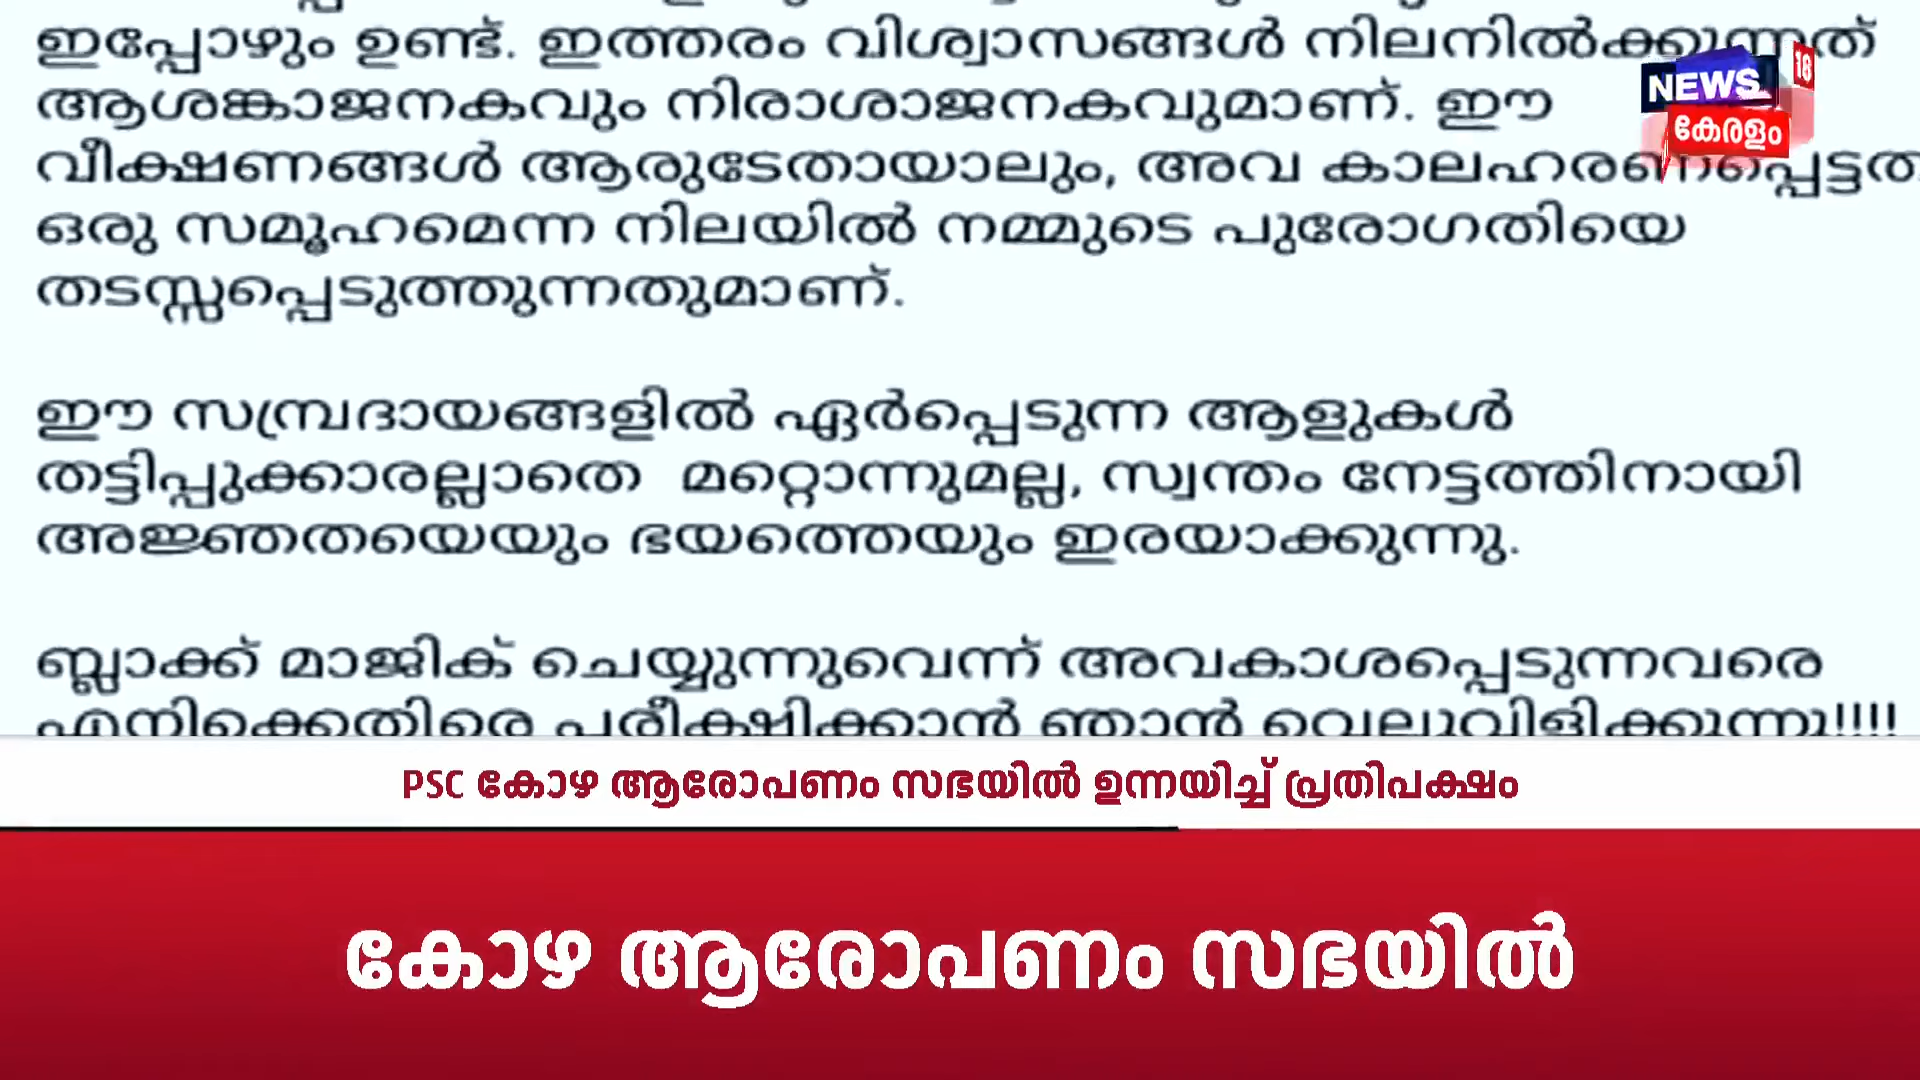 ഇപ്പോഴും ഉണ്ട്. ഇത്തരം വിശ്വാസങ്ങൾ നിലനിൽക്കുന്നത്
ആശങ്കാജനകവും നിരാശാജനകവുമാണ്. ഈ
വീക്ഷണങ്ങൾ ആരുടേതായാലും, അവ
ഒരു സമൂഹമെന്ന നിലയിൽ നമ്മുടെ പുരോഗതിയെ
തടസ്സപ്പെടുത്തുന്നതുമാണ്.
ഈ സമ്പ്രദായങ്ങളിൽ ഏർപ്പെടുന്ന ആളുകൾ
തട്ടിപ്പുക്കാരല്ലാതെ മറ്റൊന്നുമല്ല, സ്വന്തം നേട്ടത്തിനായി
അജ്ഞതയെയും ഭയത്തെയും ഇരയാക്കുന്നു.
ബ്ലാക്ക് മാജിക് ചെയ്യുന്നുവെന്ന് അവകാശപ്പെടുന്നവരെ
എനിക്കെതിരെ പരീക്ഷിക്കാൻ ഞാൻ വെല്ലുവിളിക്കുന്നു!!!!
NEWS 18
കേരളം
PSC കോഴ ആരോപണം സഭയിൽ ഉന്നയിച്ച് പ്രതിപക്ഷം
കോഴ ആരോപണം സഭയിൽ